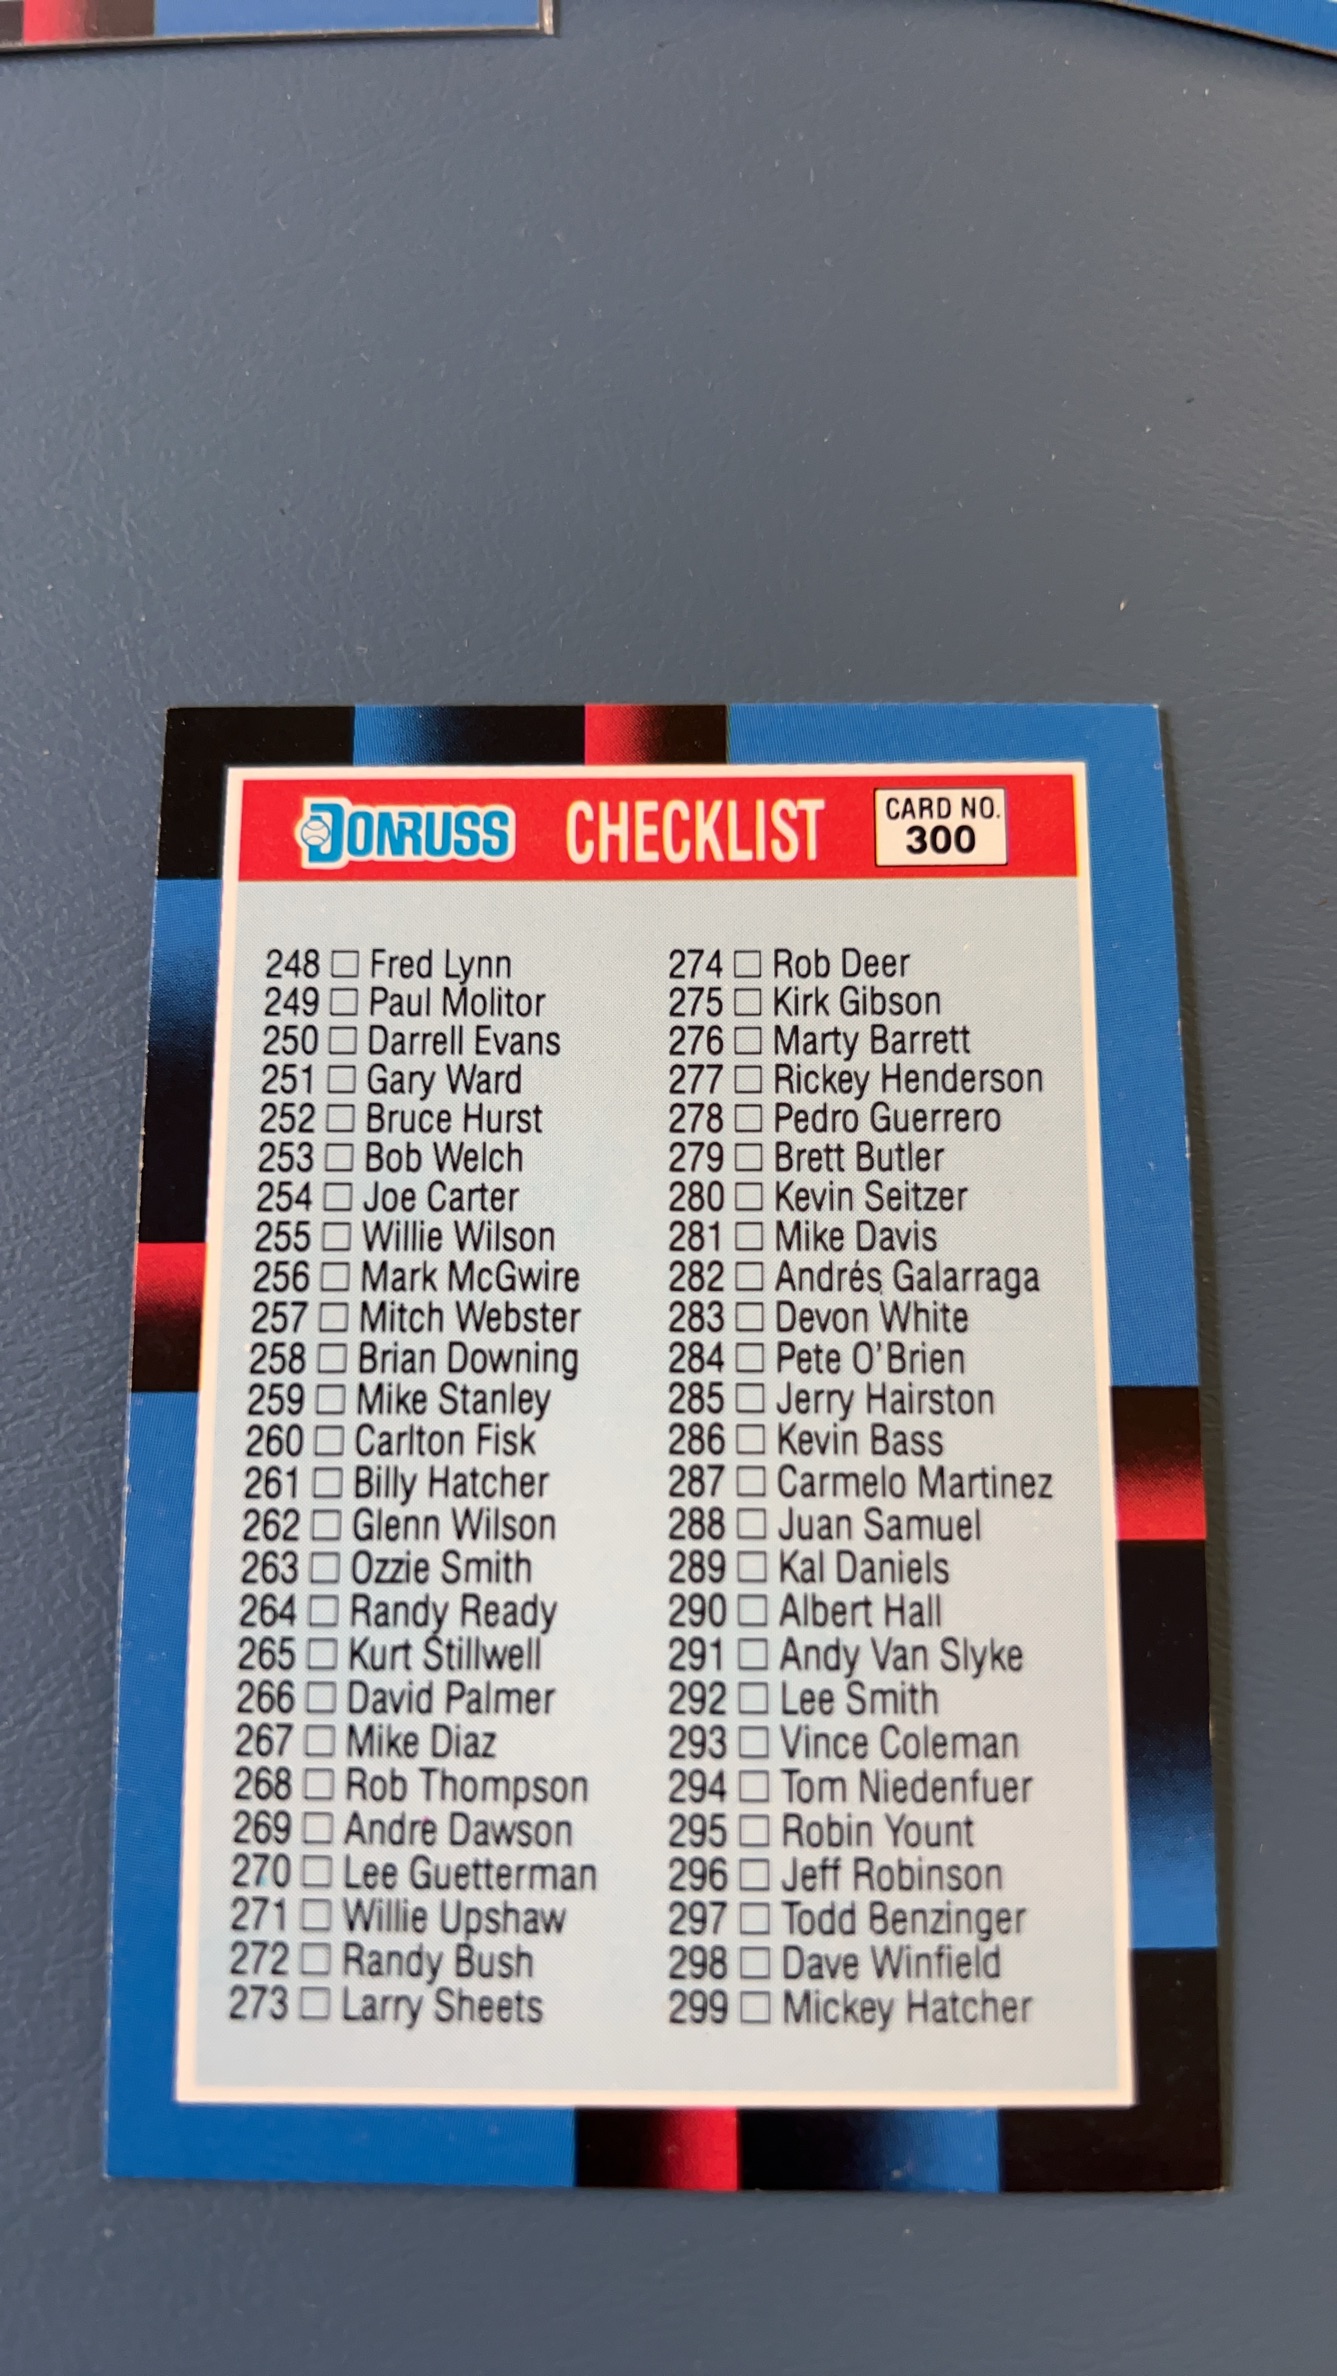 DONRUSS CHECKLIST CARD NO. 300
248 Fred Lynn
249 Paul Molitor
250 Darrell Evans
251 Gary Ward
252 Bruce Hurst
253 Bob Welch
254 Joe Carter
255 Willie Wilson
256 Mark McGwire
257 Mitch Webster
258 Brian Downing
259 Mike Stanley
260 Carlton Fisk
261 Billy Hatcher
262 Glenn Wilson
263 Ozzie Smith
264 Randy Ready
265 Kurt Stillwell
266 David Palmer
267 Mike Diaz
268 Rob Thompson
269 Andre Dawson
270 Lee Guetterman
271 Willie Upshaw
272 Randy Bush
273 Larry Sheets
274 Rob Deer
275 Kirk Gibson
276 Marty Barrett
277 Rickey Henderson
278 Pedro Guerrero
279 Brett Butler
280 Kevin Seitzer
281 Mike Davis
282 Andrés Galarraga
283 Devon White
284 Pete O'Brien
285 Jerry Hairston
286 Kevin Bass
287 Carmelo Martinez
288 Juan Samuel
289 Kal Daniels
290 Albert Hall
291 Andy Van Slyke
292 Lee Smith
293 Vince Coleman
294 Tom Niedenfuer
295 Robin Yount
296 Jeff Robinson
297 Todd Benzinger
298 Dave Winfield
299 Mickey Hatcher